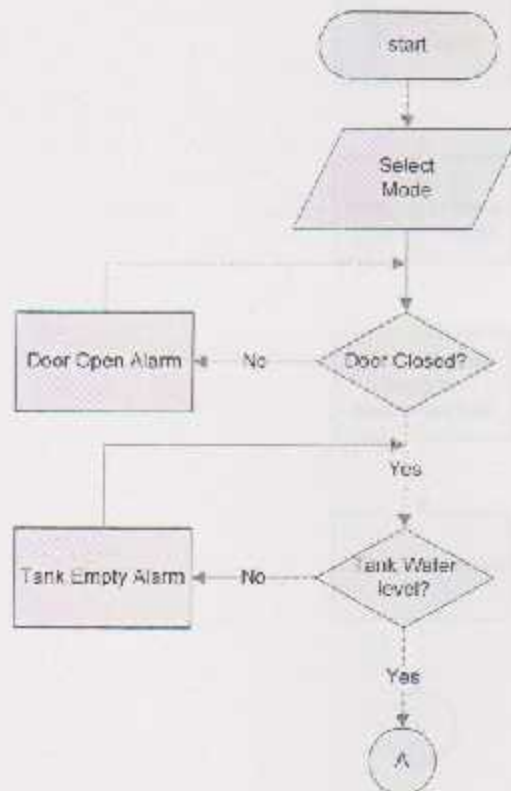 start
Select
Mode
Door Open Alarm
No
Door Closed?
Yes
Tank Empty Alarm
No
Tank Water
level?
Yes
A